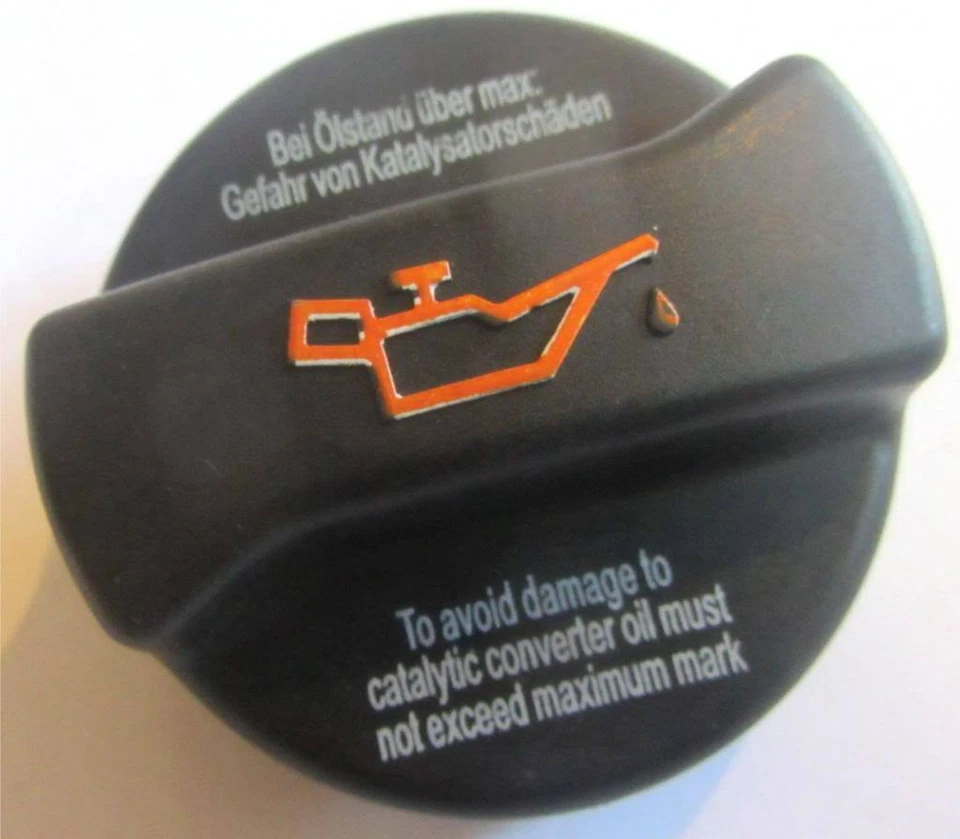 Bei Ölstand über max:
Gefahr von Katalysatorschäden
To avoid damage to
catalytic converter oil must
not exceed maximum mark